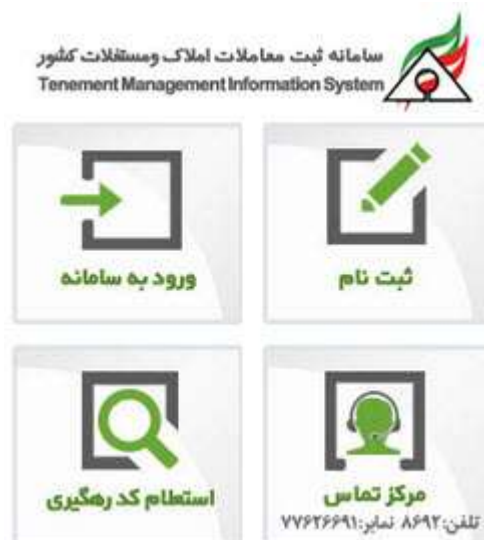 سامانه ثبت معاملات املاک ومستغلات کشور
Tenement Management Information System
ثبت نام
ورود به سامانه
مرکز تماس
تلفن:۸۶۹۲ نمابر:۷۷۶۲۶۶۹۱
استعلام کد رهگیری